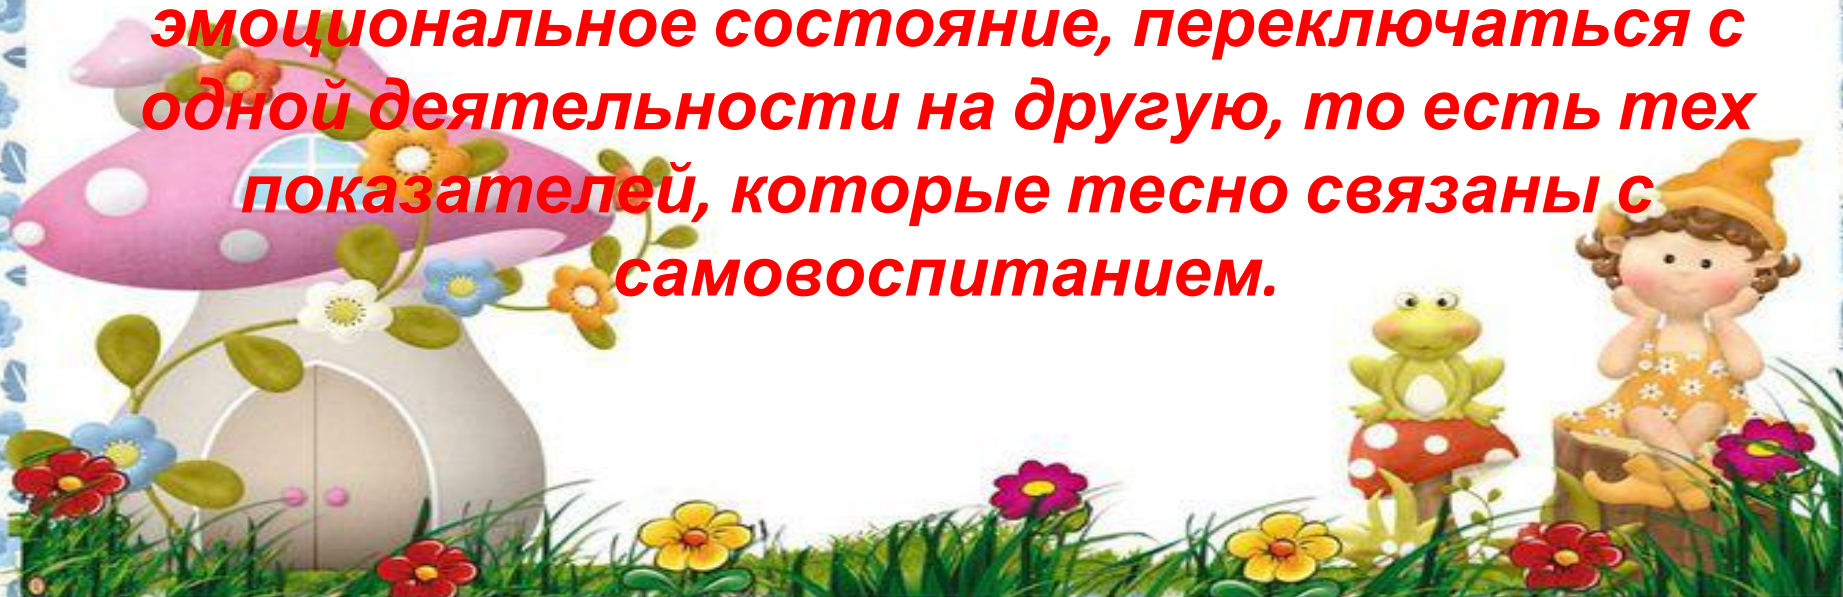 эмоциональное состояние, переключаться с
одной деятельности на другую, то есть тех
показателей, которые тесно связаны с
самовоспитанием.